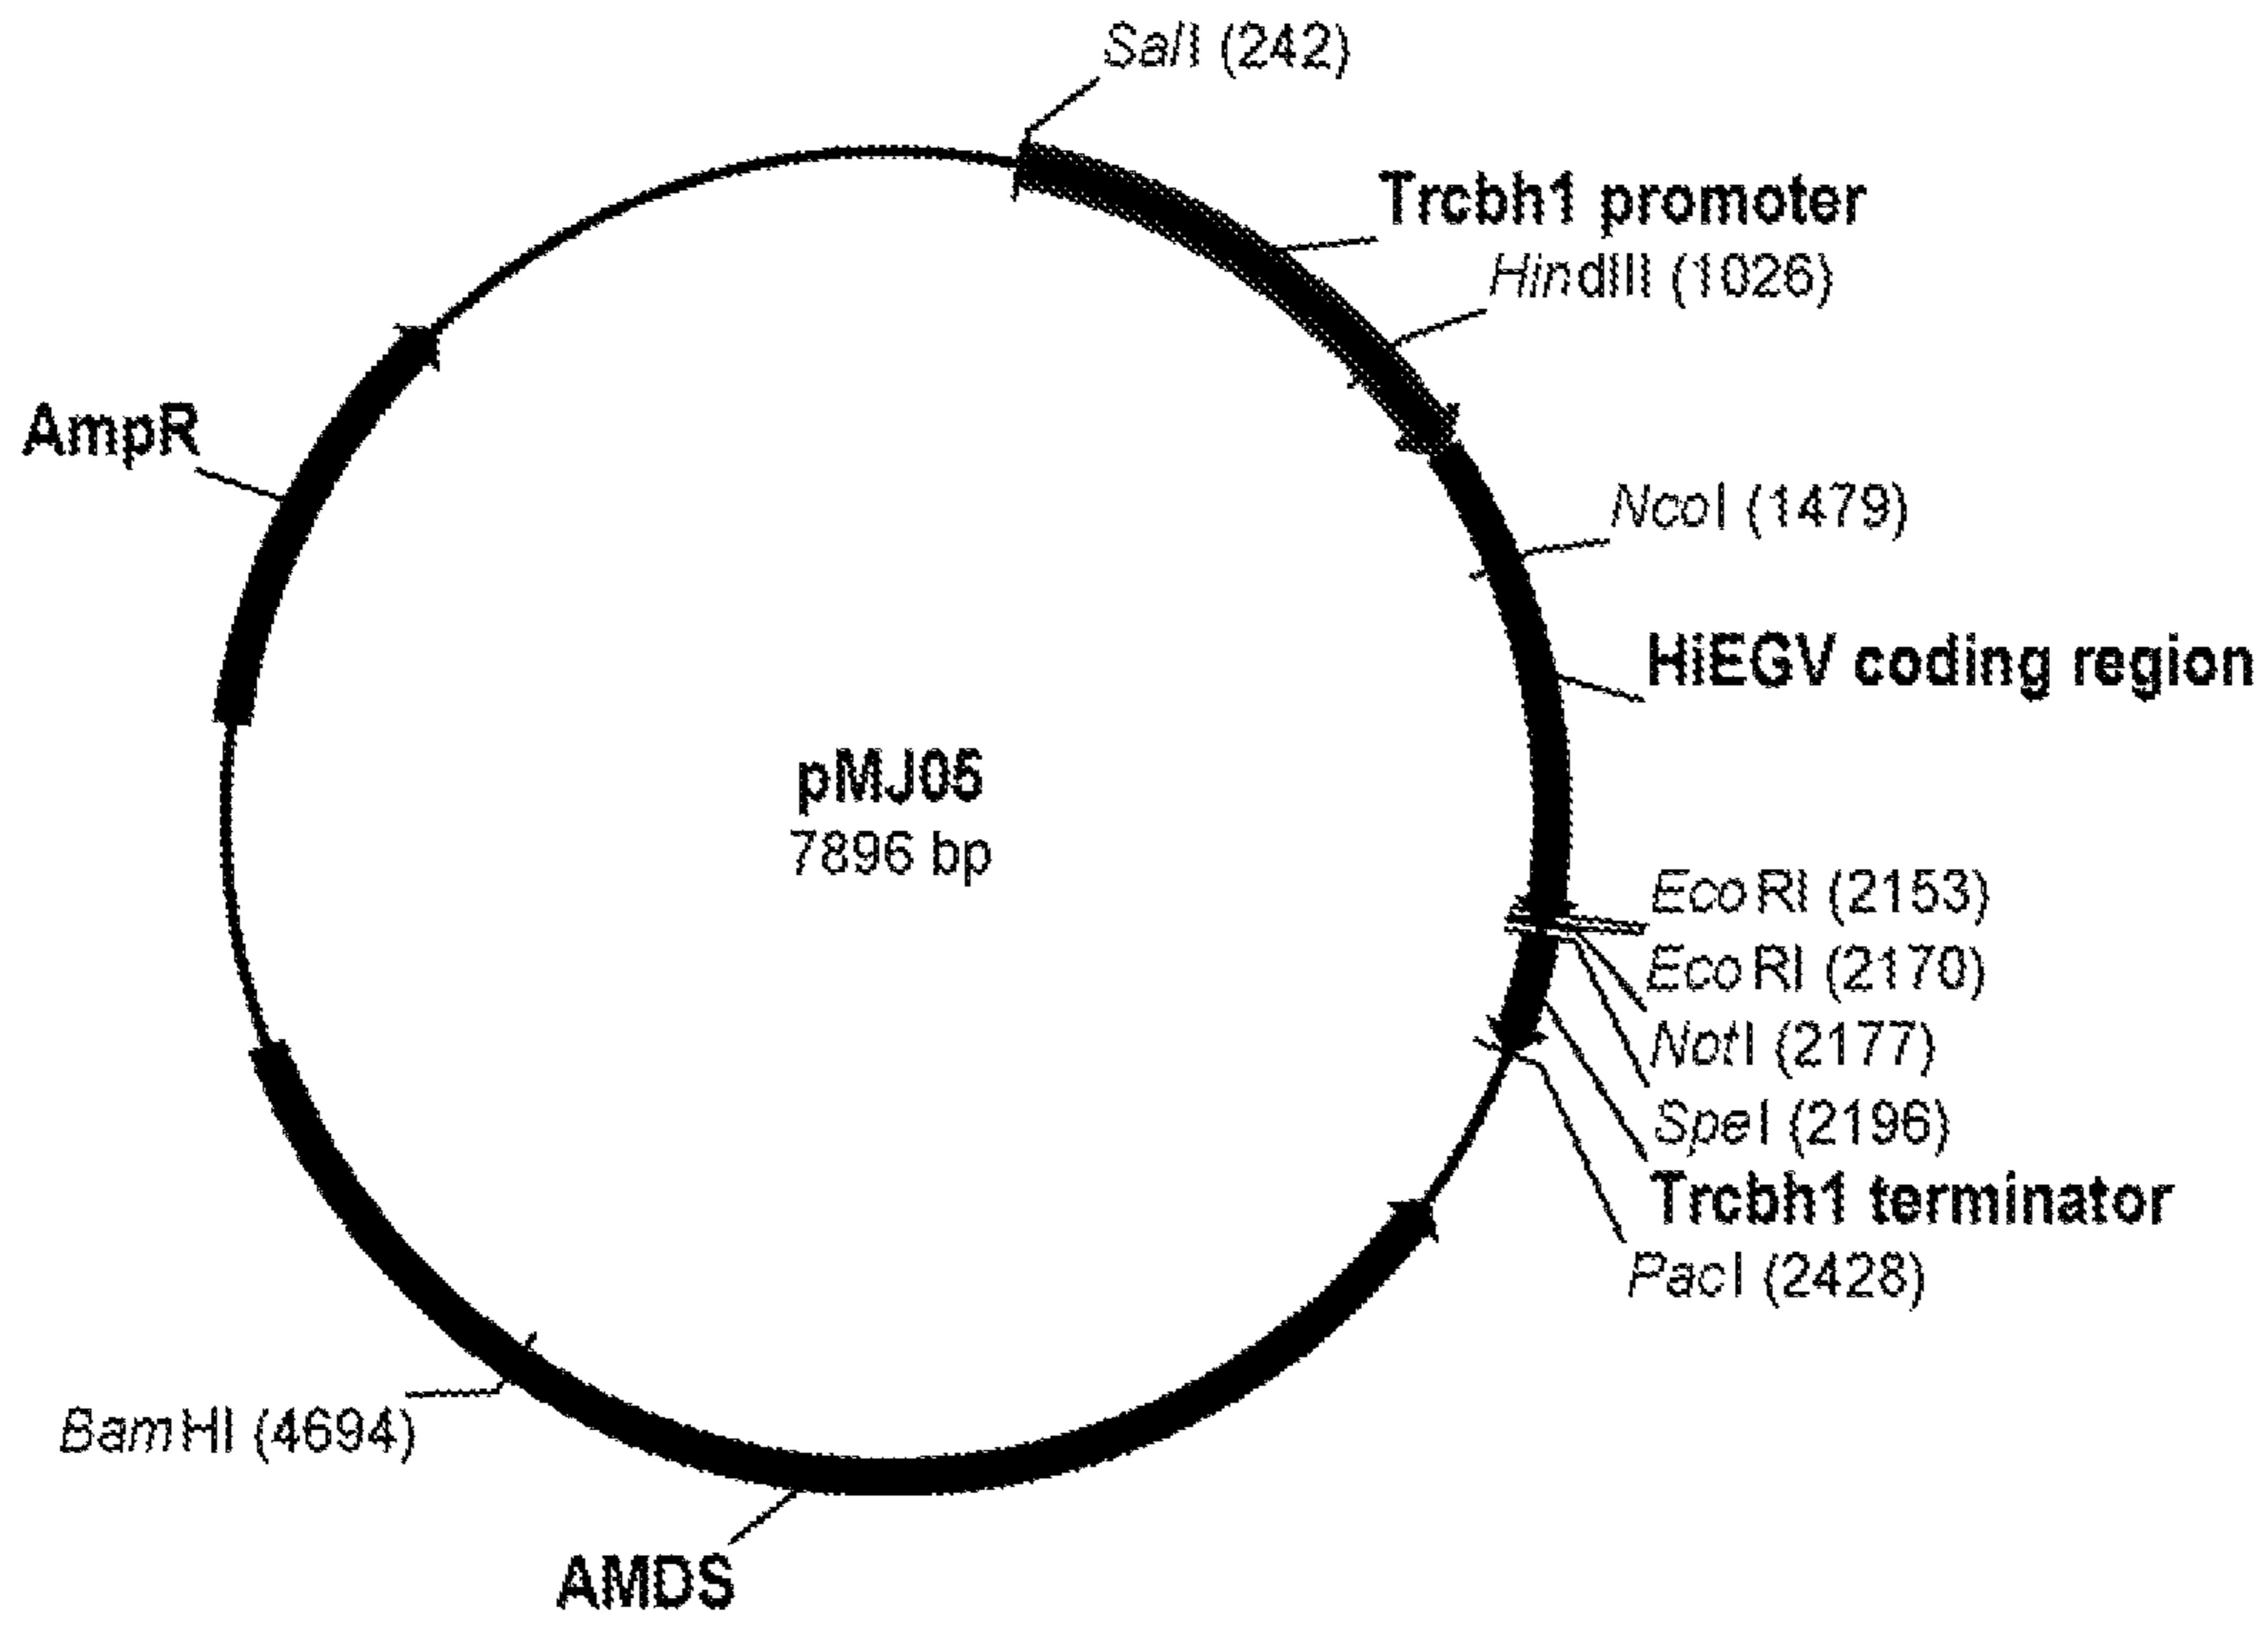 SalI (242)
Trcbh1 promoter
HindIII (1026)
NcoI (1479)
HiEGV coding region
EcoRI (2153)
EcoRI (2170)
NotI (2177)
SpeI (2196)
Trcbh1 terminator
PacI (2428)
AMDS
BamHI (4694)
AmpR
pMJ05
7896 bp